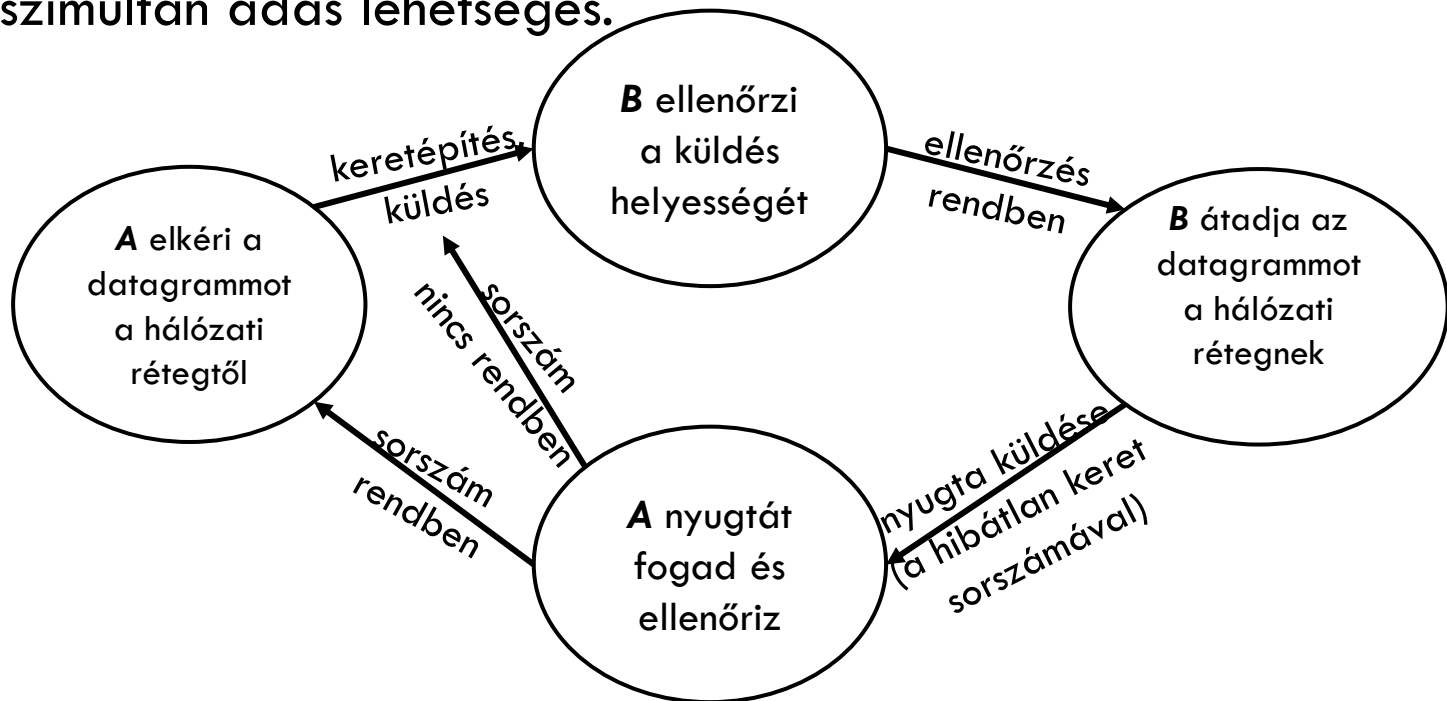 szimultán adás lehetséges.
B ellenőrzi
a küldés
helyességét
keretépítés,
küldés
ellenőrzés
rendben
A elkéri a
datagrammot
a hálózati
rétegtől
B átadja az
datagrammot
a hálózati
rétegnek
sorszám
nincs rendben
sorszám
rendben
nyugta küldése
(a hibátlan keret
sorszámával)
A nyugtát
fogad és
ellenőriz